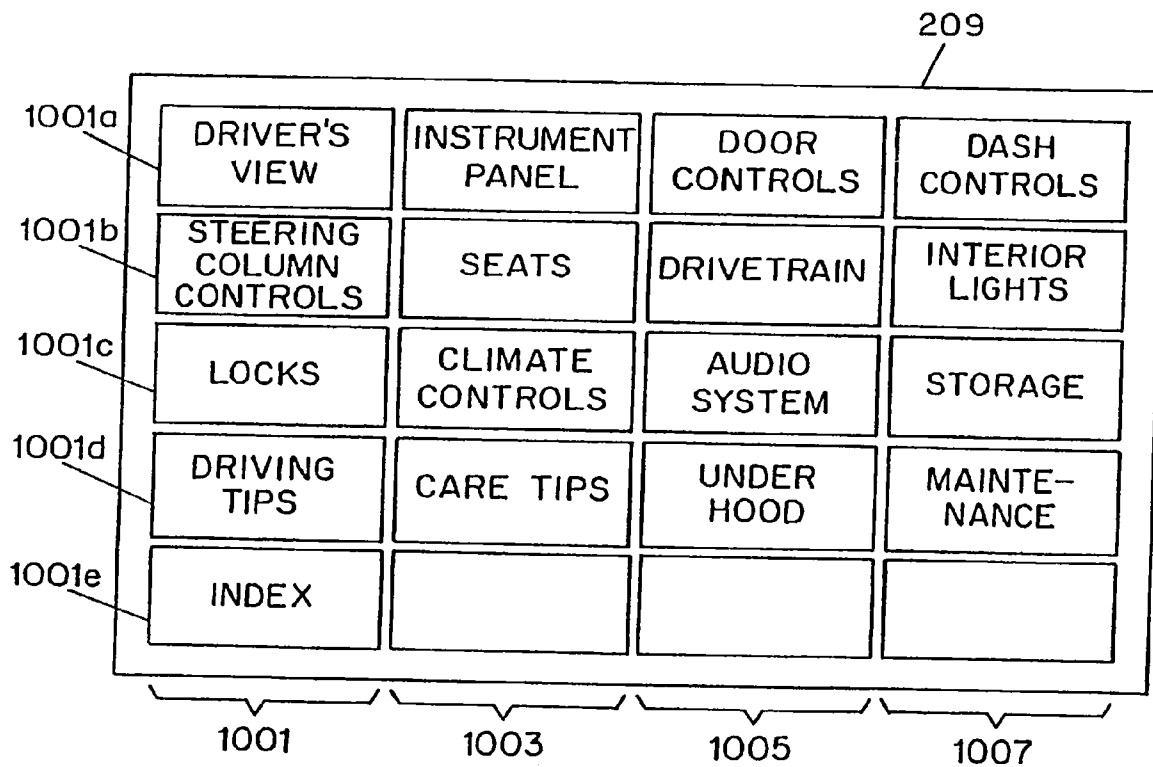 209
1001a
DRIVER'S
VIEW
INSTRUMENT
PANEL
DOOR
CONTROLS
DASH
CONTROLS
1001b
STEERING
COLUMN
CONTROLS
SEATS
DRIVETRAIN
INTERIOR
LIGHTS
1001c
LOCKS
CLIMATE
CONTROLS
AUDIO
SYSTEM
STORAGE
1001d
DRIVING
TIPS
CARE TIPS
UNDER
HOOD
MAINTE-
NANCE
1001e
INDEX
1001
1003
1005
1007